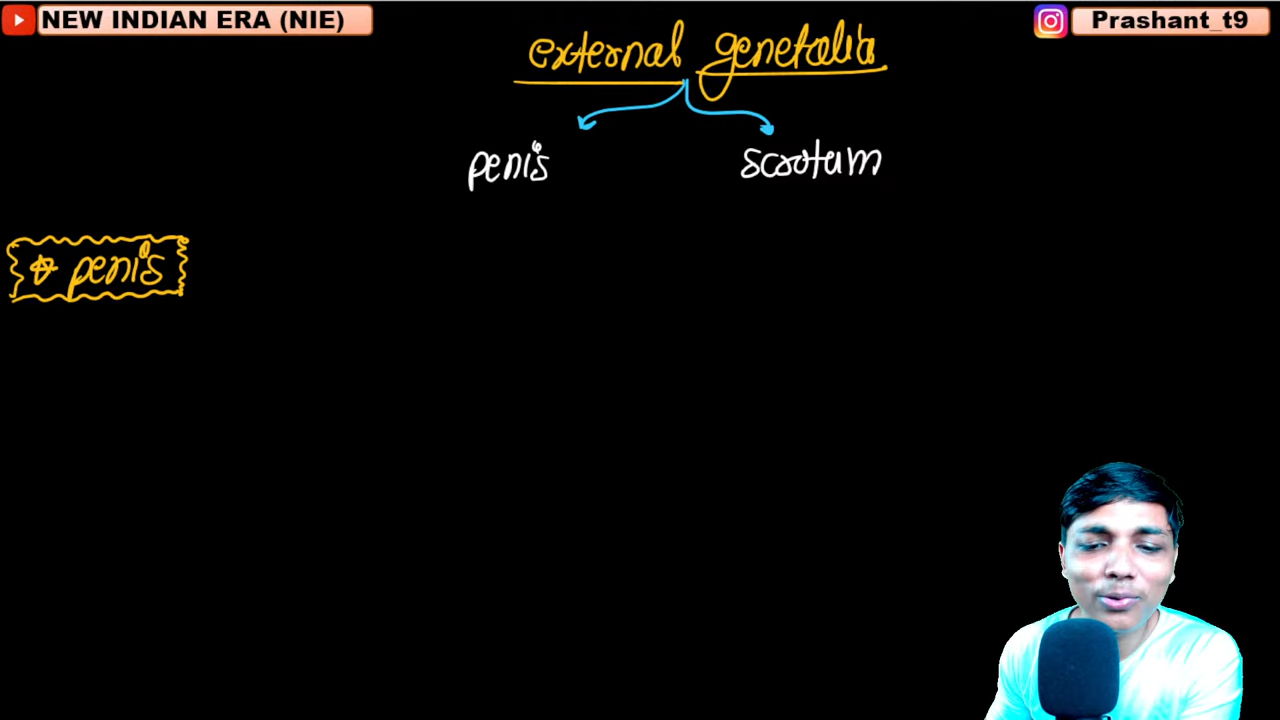 NEW INDIAN ERA (NIE)
Prashant_t9
external genetalia
penis scrotum
penis